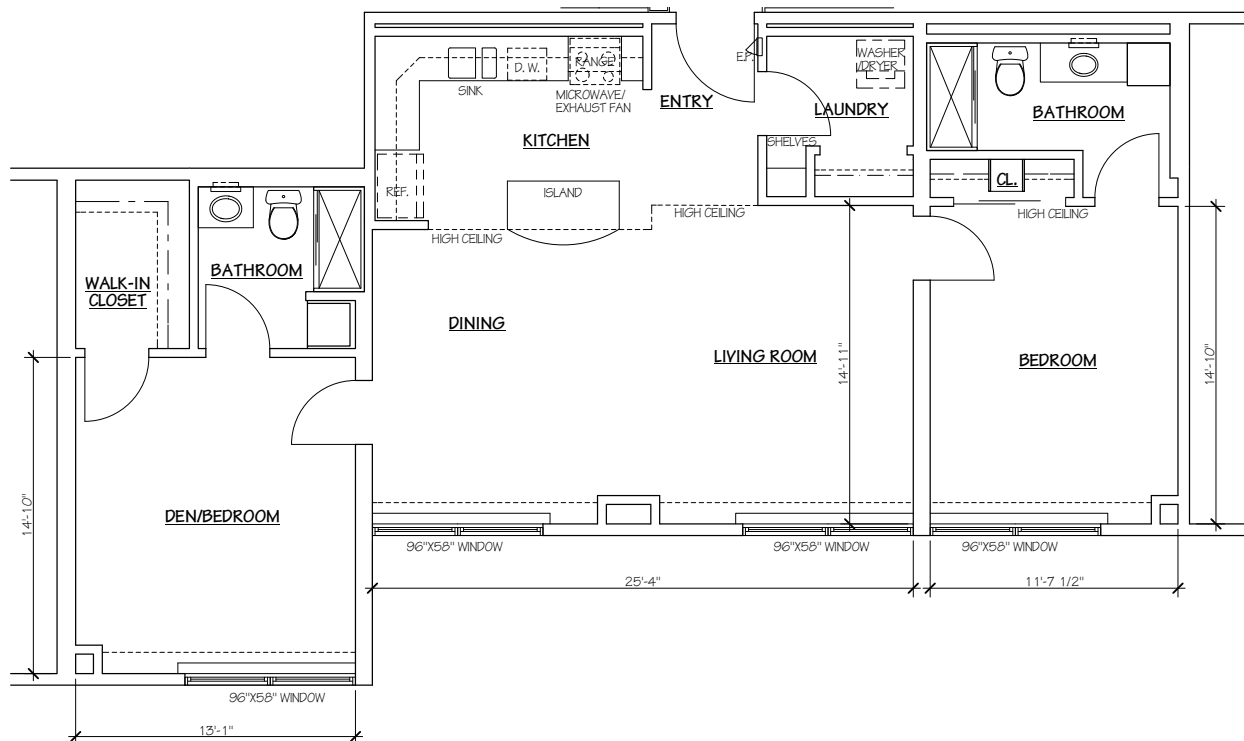 WASHER
/DRYER
E.P.
RANGE
D. W.
SINK
MICROWAVE/
EXHAUST FAN
ENTRY
LAUNDRY
BATHROOM
KITCHEN
SHELVES
REF.
ISLAND
CL.
HIGH CEILING
HIGH CEILING
HIGH CEILING
BATHROOM
WALK-IN
CLOSET
DINING
LIVING ROOM
14'-11"
BEDROOM
14'-10"
14'-10"
DEN/BEDROOM
96"X58" WINDOW
96"X58" WINDOW
96"X58" WINDOW
25'-4"
11'-7 1/2"
96"X58" WINDOW
13'-1"